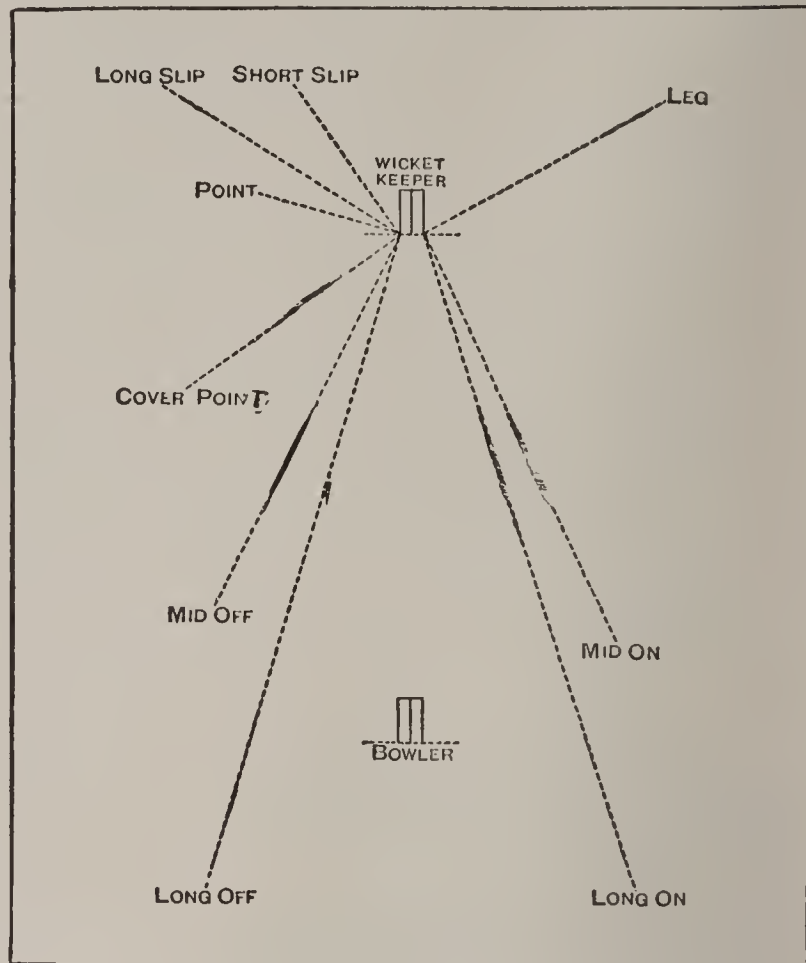 LONG SLIP SHORT SLIP
LEG
WICKET
KEEPER
POINT
COVER POINT
MID OFF
MID ON
BOWLER
LONG OFF
LONG ON